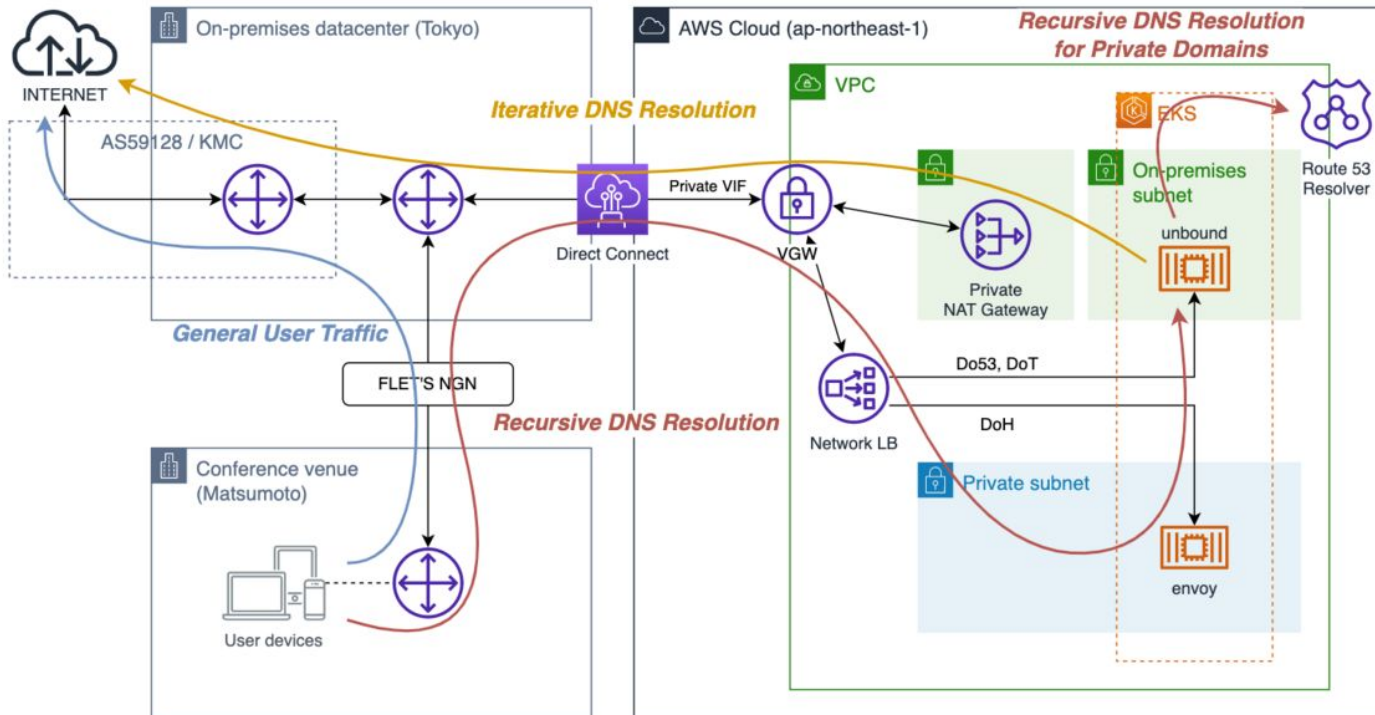 On-premises datacenter (Tokyo)
AWS Cloud (ap-northeast-1)
Recursive DNS Resolution
for Private Domains
INTERNET
VPC
Iterative DNS Resolution
EKS
AS59128 / KMC
Private VIF
On-premises
subnet
Route 53
Resolver
unbound
Direct Connect
VGW
Private
NAT Gateway
General User Traffic
Do53, DoT
FLET'S NGN
Recursive DNS Resolution
DoH
Network LB
Conference venue
(Matsumoto)
Private subnet
envoy
User devices